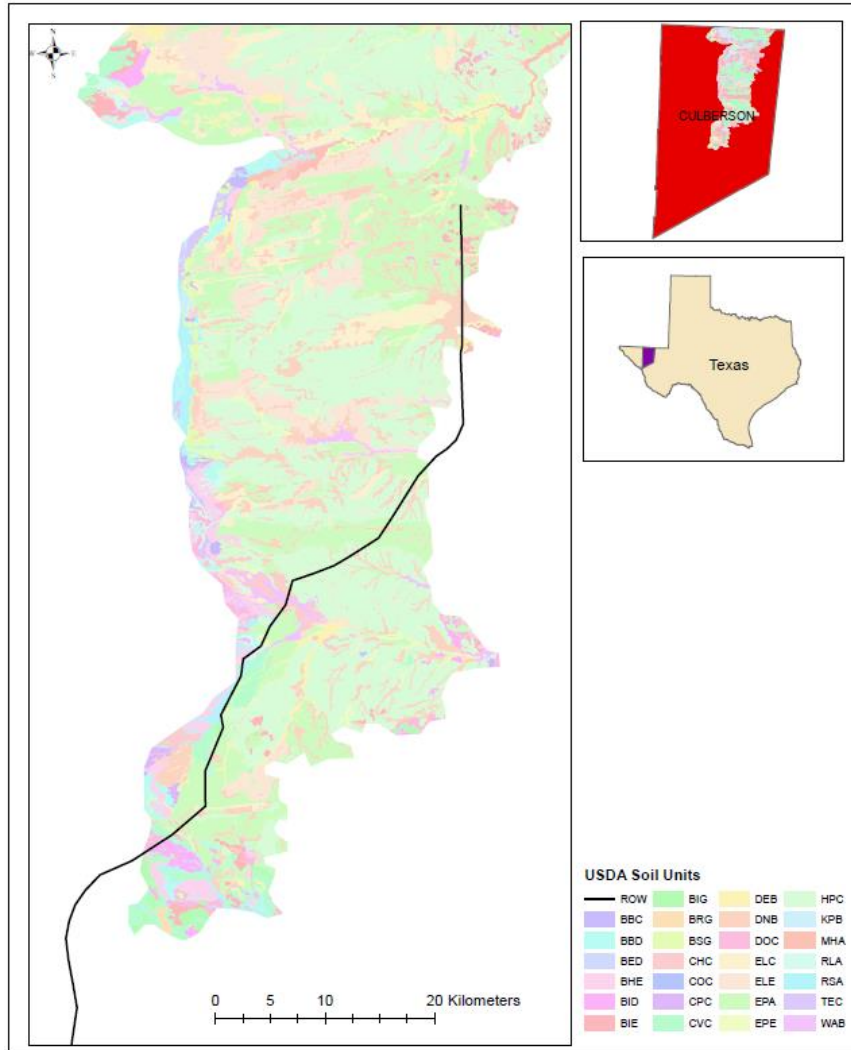 N
W E
S
CULBERSON
Texas
0 5 10 20 Kilometers
USDA Soil Units
ROW BIG DEB HPC
BBC BRG DNB KPB
BBD BSG DOC MHA
BED CHC ELC RLA
BHE COC ELE RSA
BID CPC EPA TEC
BIE CVC EPE WAB